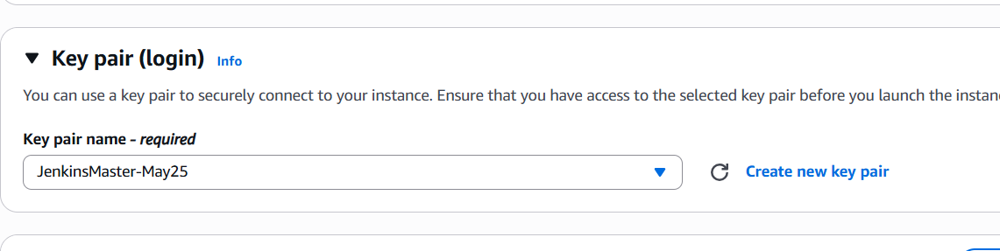 Key pair (login) Info
You can use a key pair to securely connect to your instance. Ensure that you have access to the selected key pair before you launch the
Key pair name - required
JenkinsMaster-May25
Create new key pair